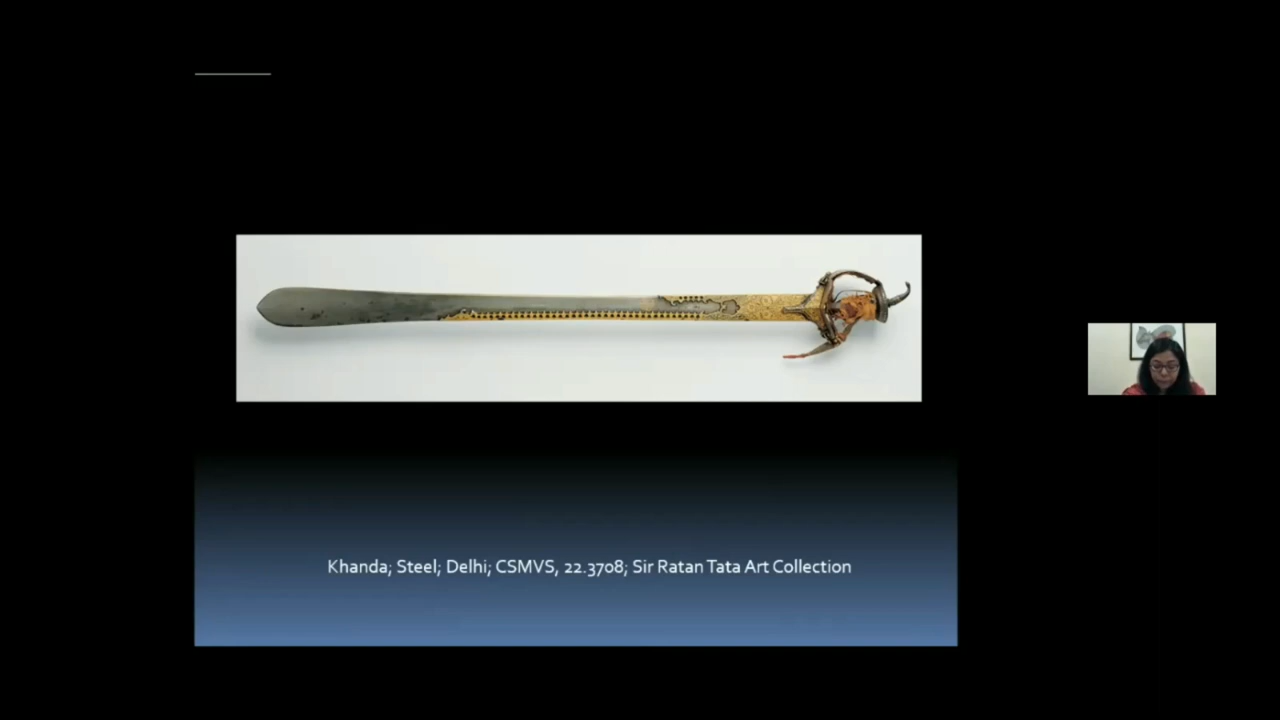 Khanda; Steel; Delhi; CSMVS, 22.3708; Sir Ratan Tata Art Collection